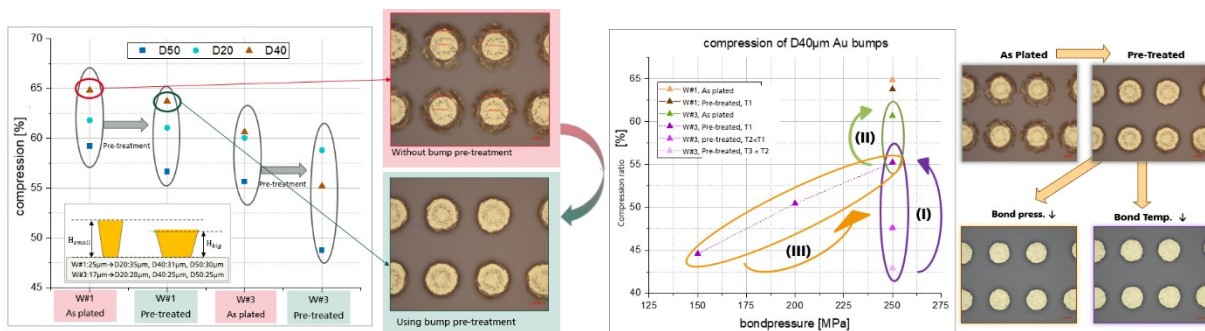 70
65
60
55
50
45
compression [%]
D50 D20 D40
Pre-treatment
Pre-treatment
H_small
H_big
W#1:25µm→D20:35µm, D40:31µm, D50:30µm
W#3:17µm→D20:28µm, D40:25µm, D50:25µm
W#1 W#1 W#3 W#3
As plated Pre-treated As plated Pre-treated
Without bump pre-treatment
Using bump pre-treatment
compression of D40µm Au bumps
65
60
55
50
45
40
[%]
Compression ratio
W#1, As plated
W#1; Pre-treated, T1
W#3, As plated
W#3, Pre-treated, T1
W#3, Pre-treated, T2<T1
W#3, Pre-treated, T3 < T2
(II)
(I)
(III)
125 150 175 200 225 250 275
bondpressure [MPa]
As Plated Pre-Treated
Bond press. ↓ Bond Temp. ↓